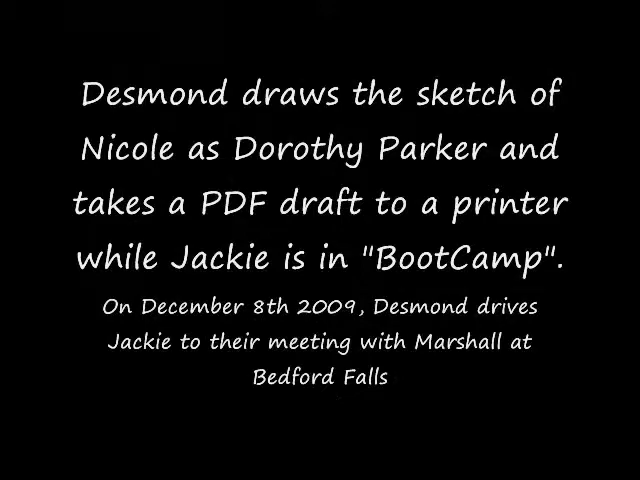 Desmond draws the sketch of
Nicole as Dorothy Parker and
takes a PDF draft to a printer
while Jackie is in "BootCamp".
On December 8th 2009, Desmond drives
Jackie to their meeting with Marshall at
Bedford Falls